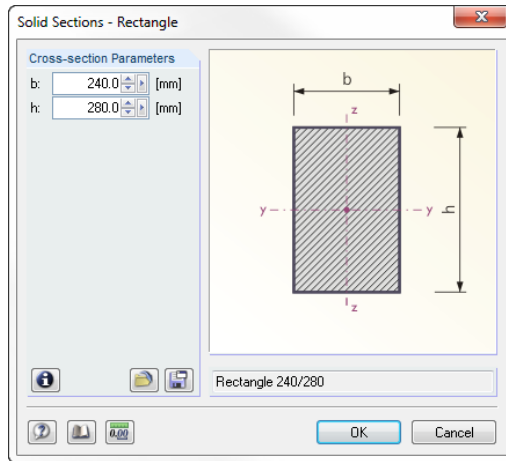 Solid Sections - Rectangle
x
Cross-section Parameters
b: 240.0 [mm]
h: 280.0 [mm]
b
z
y y
h
z
Rectangle 240/280
0.00
OK Cancel